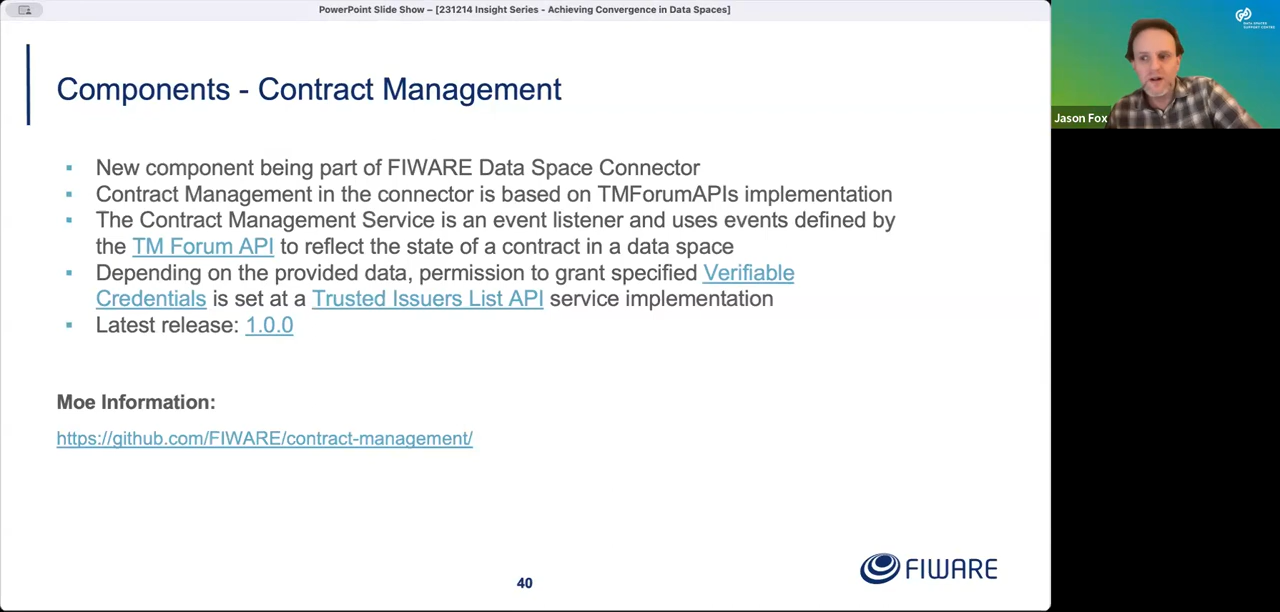 PowerPoint Slide Show – [231214 Insight Series - Achieving Convergence in Data Spaces]
Components - Contract Management
▪ New component being part of FIWARE Data Space Connector
▪ Contract Management in the connector is based on TMForumAPIs implementation
▪ The Contract Management Service is an event listener and uses events defined by
the TM Forum API to reflect the state of a contract in a data space
▪ Depending on the provided data, permission to grant specified Verifiable
Credentials is set at a Trusted Issuers List API service implementation
▪ Latest release: 1.0.0
Moe Information:
https://github.com/FIWARE/contract-management/
40
FIWARE
DATA SPACES
SUPPORT CENTRE
Jason Fox